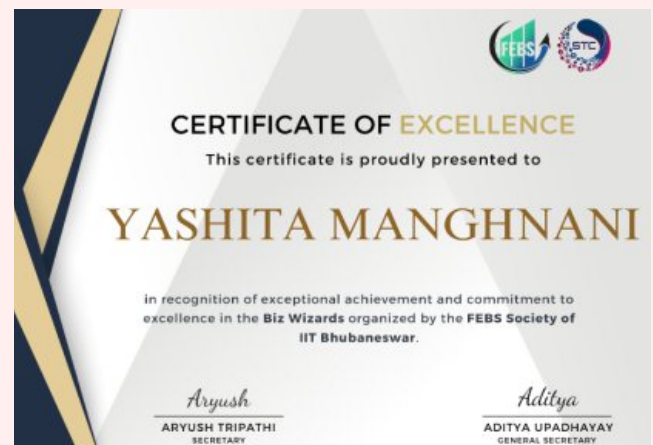 FEBS STC
CERTIFICATE OF EXCELLENCE
This certificate is proudly presented to
YASHITA MANGHNANI
in recognition of exceptional achievement and commitment to
excellence in the Biz Wizards organized by the FEBS Society of
IIT Bhubaneswar.
Aryush Aditya
ARYUSH TRIPATHI ADITYA UPADHAYAY
SECRETARY GENERAL SECRETARY